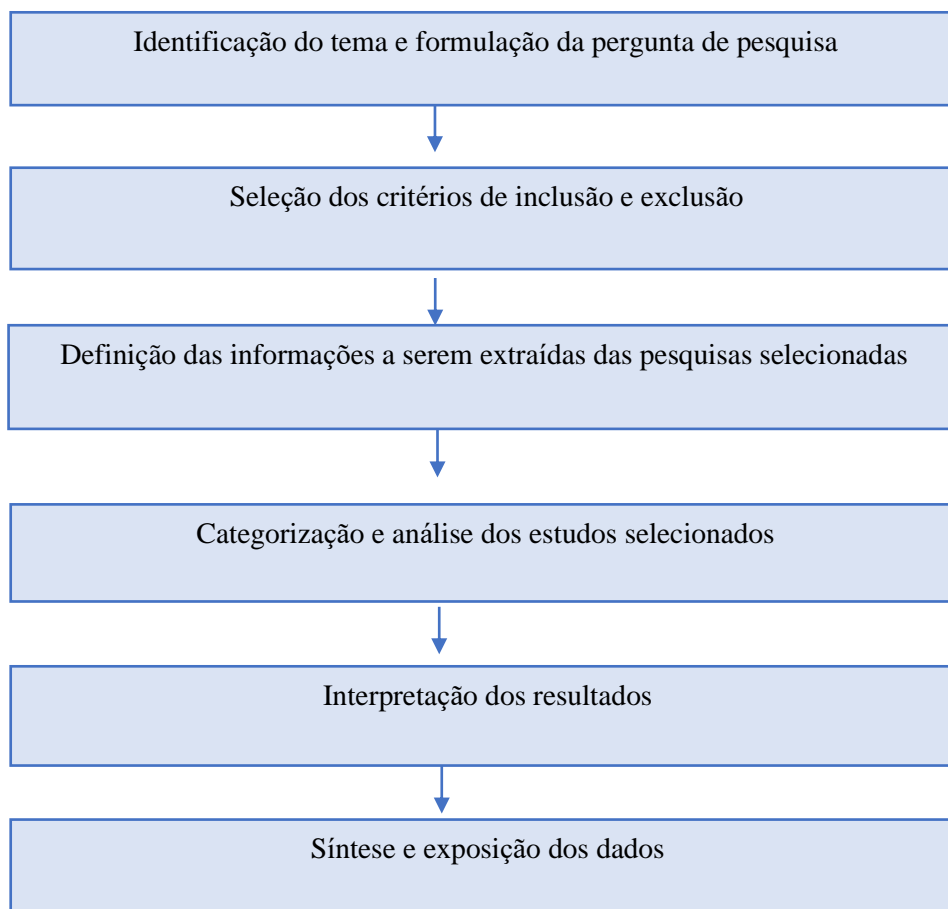 Identificação do tema e formulação da pergunta de pesquisa
Seleção dos critérios de inclusão e exclusão
Definição das informações a serem extraídas das pesquisas selecionadas
Categorização e análise dos estudos selecionados
Interpretação dos resultados
Síntese e exposição dos dados